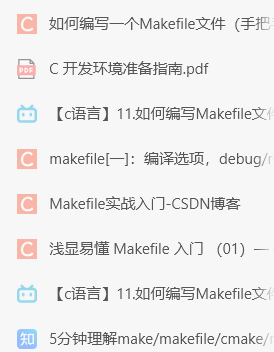 C 如何编写一个Makefile文件（手把手
PDF C 开发环境准备指南.pdf
【c语言】11.如何编写Makefile文件
C makefile[一]：编译选项，debug/r
C Makefile实战入门-CSDN博客
C 浅显易懂 Makefile 入门 （01）—
【c语言】11.如何编写Makefile文件
知 5分钟理解make/makefile/cmake/